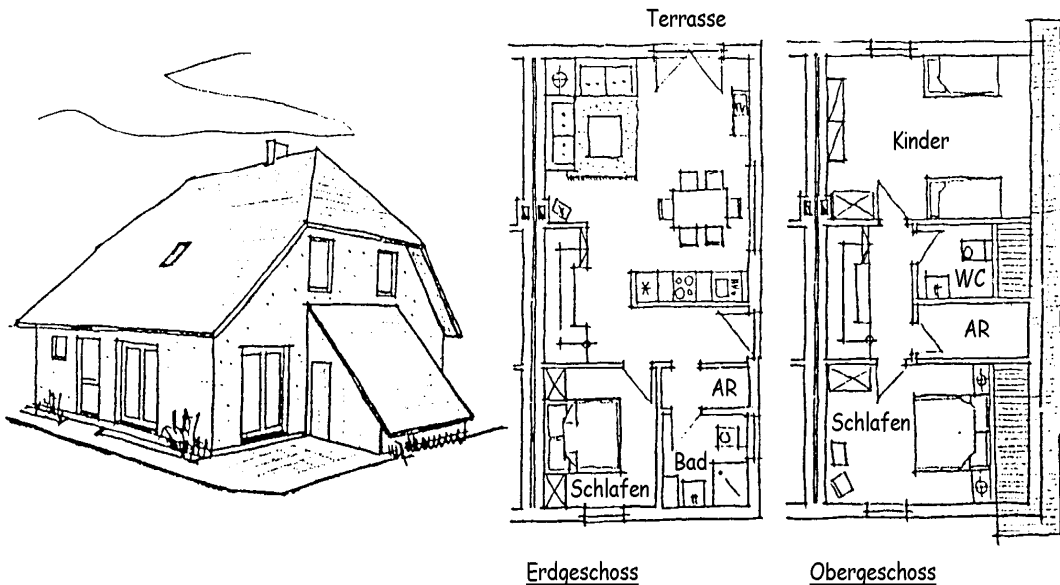 Terrasse
Kinder
WC
AR
AR
Schlafen
Bad
Schlafen
Erdgeschoss
Obergeschoss